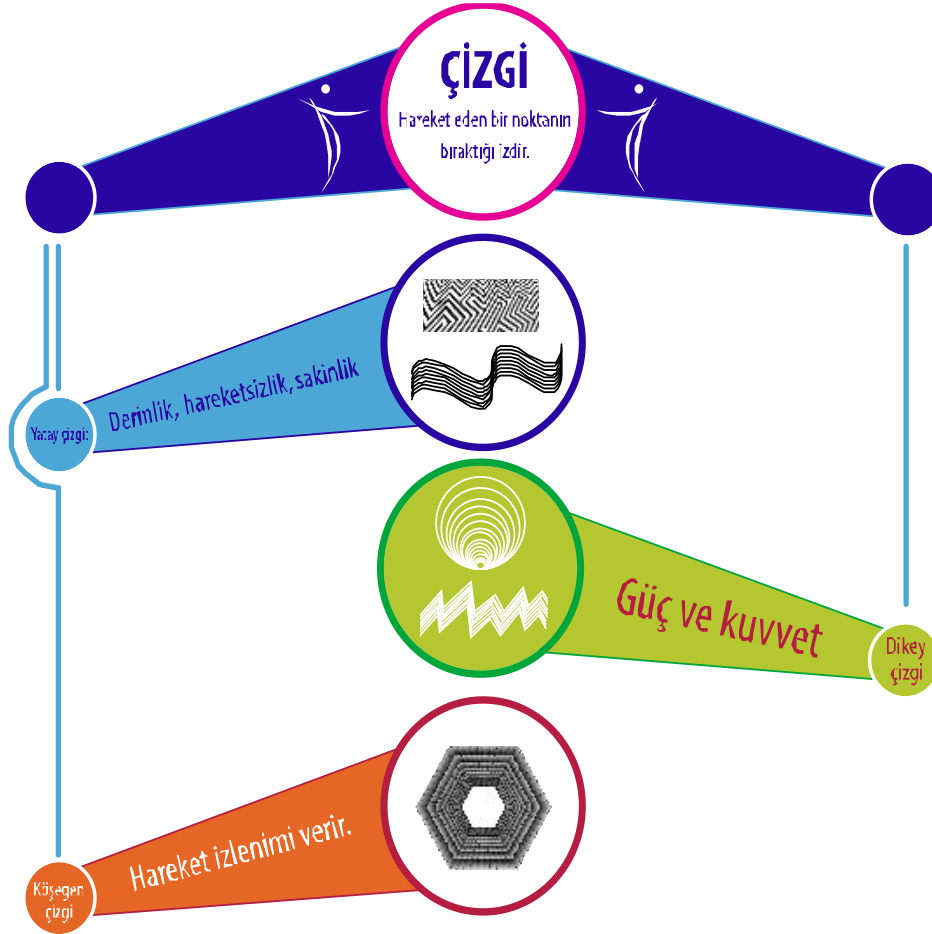 ÇİZGİ
Hareket eden bir noktanın
bıraktığı izdir.
Yatay çizgi:
Derinlik, hareketsizlik, sakinlik
Güç ve kuvvet
Dikey
çizgi
Hareket izlenimi verir.
Köşegen
çizgi